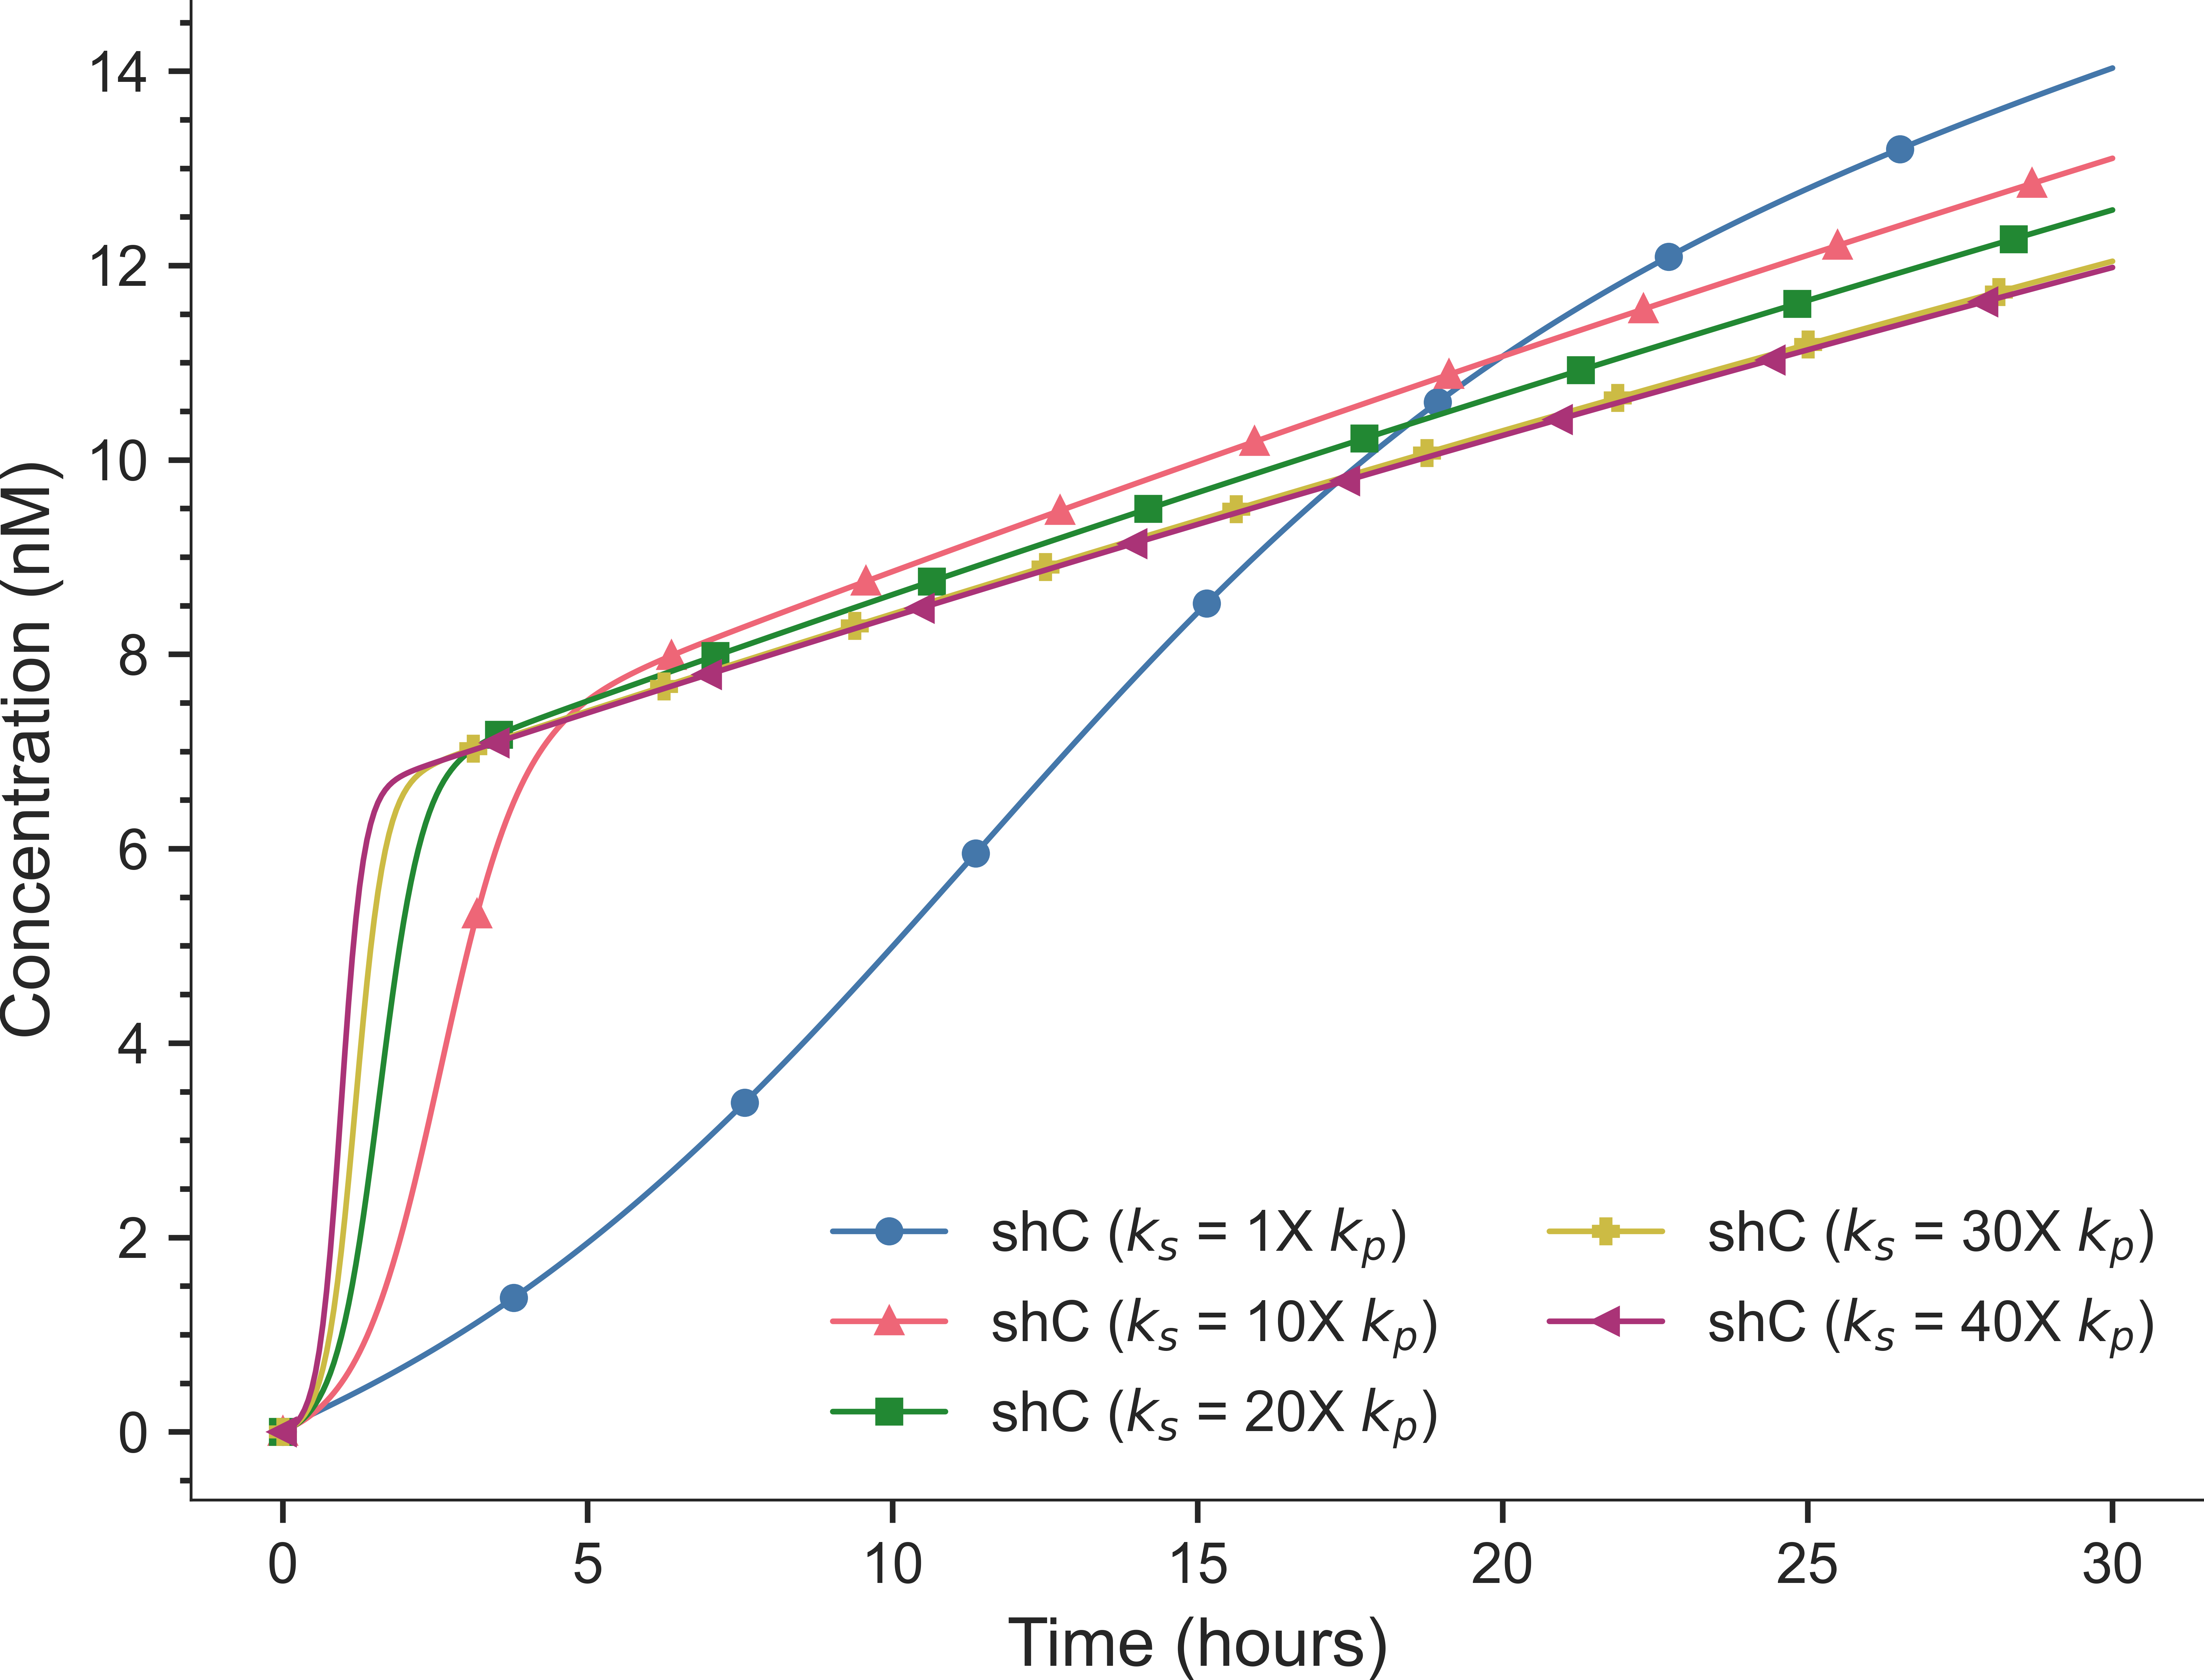 14
12
10
8
6
4
2
0
Concentration (nM)
shC (ks = 1X kp)
shC (ks = 10X kp)
shC (ks = 20X kp)
shC (ks = 30X kp)
shC (ks = 40X kp)
0 5 10 15 20 25 30
Time (hours)